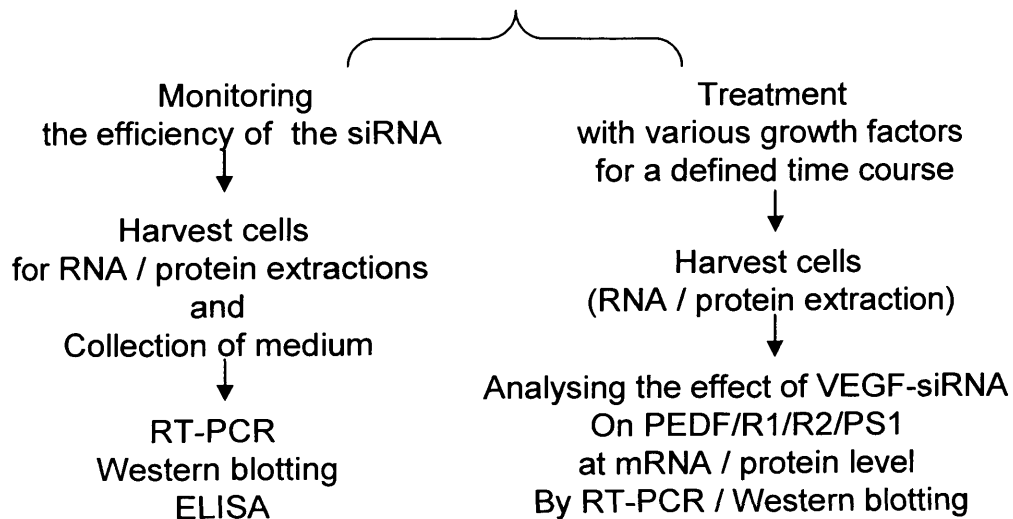 Monitoring
the efficiency of the siRNA
Harvest cells
for RNA / protein extractions
and
Collection of medium
RT-PCR
Western blotting
ELISA
Treatment
with various growth factors
for a defined time course
Harvest cells
(RNA / protein extraction)
Analysing the effect of VEGF-siRNA
On PEDF/R1/R2/PS1
at mRNA / protein level
By RT-PCR / Western blotting